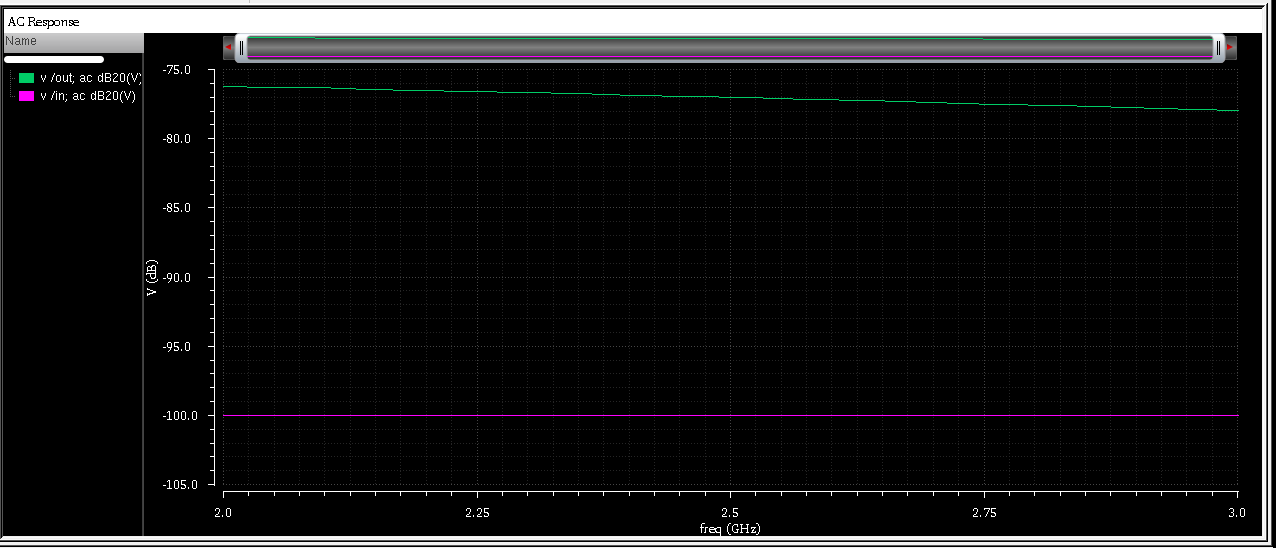 AC Response
Name
v /out; ac dB20(V)
v /in; ac dB20(V)
-75.0
-80.0
-85.0
-90.0
-95.0
-100.0
-105.0
V (dB)
2.0 2.25 2.5 2.75 3.0
freq (GHz)